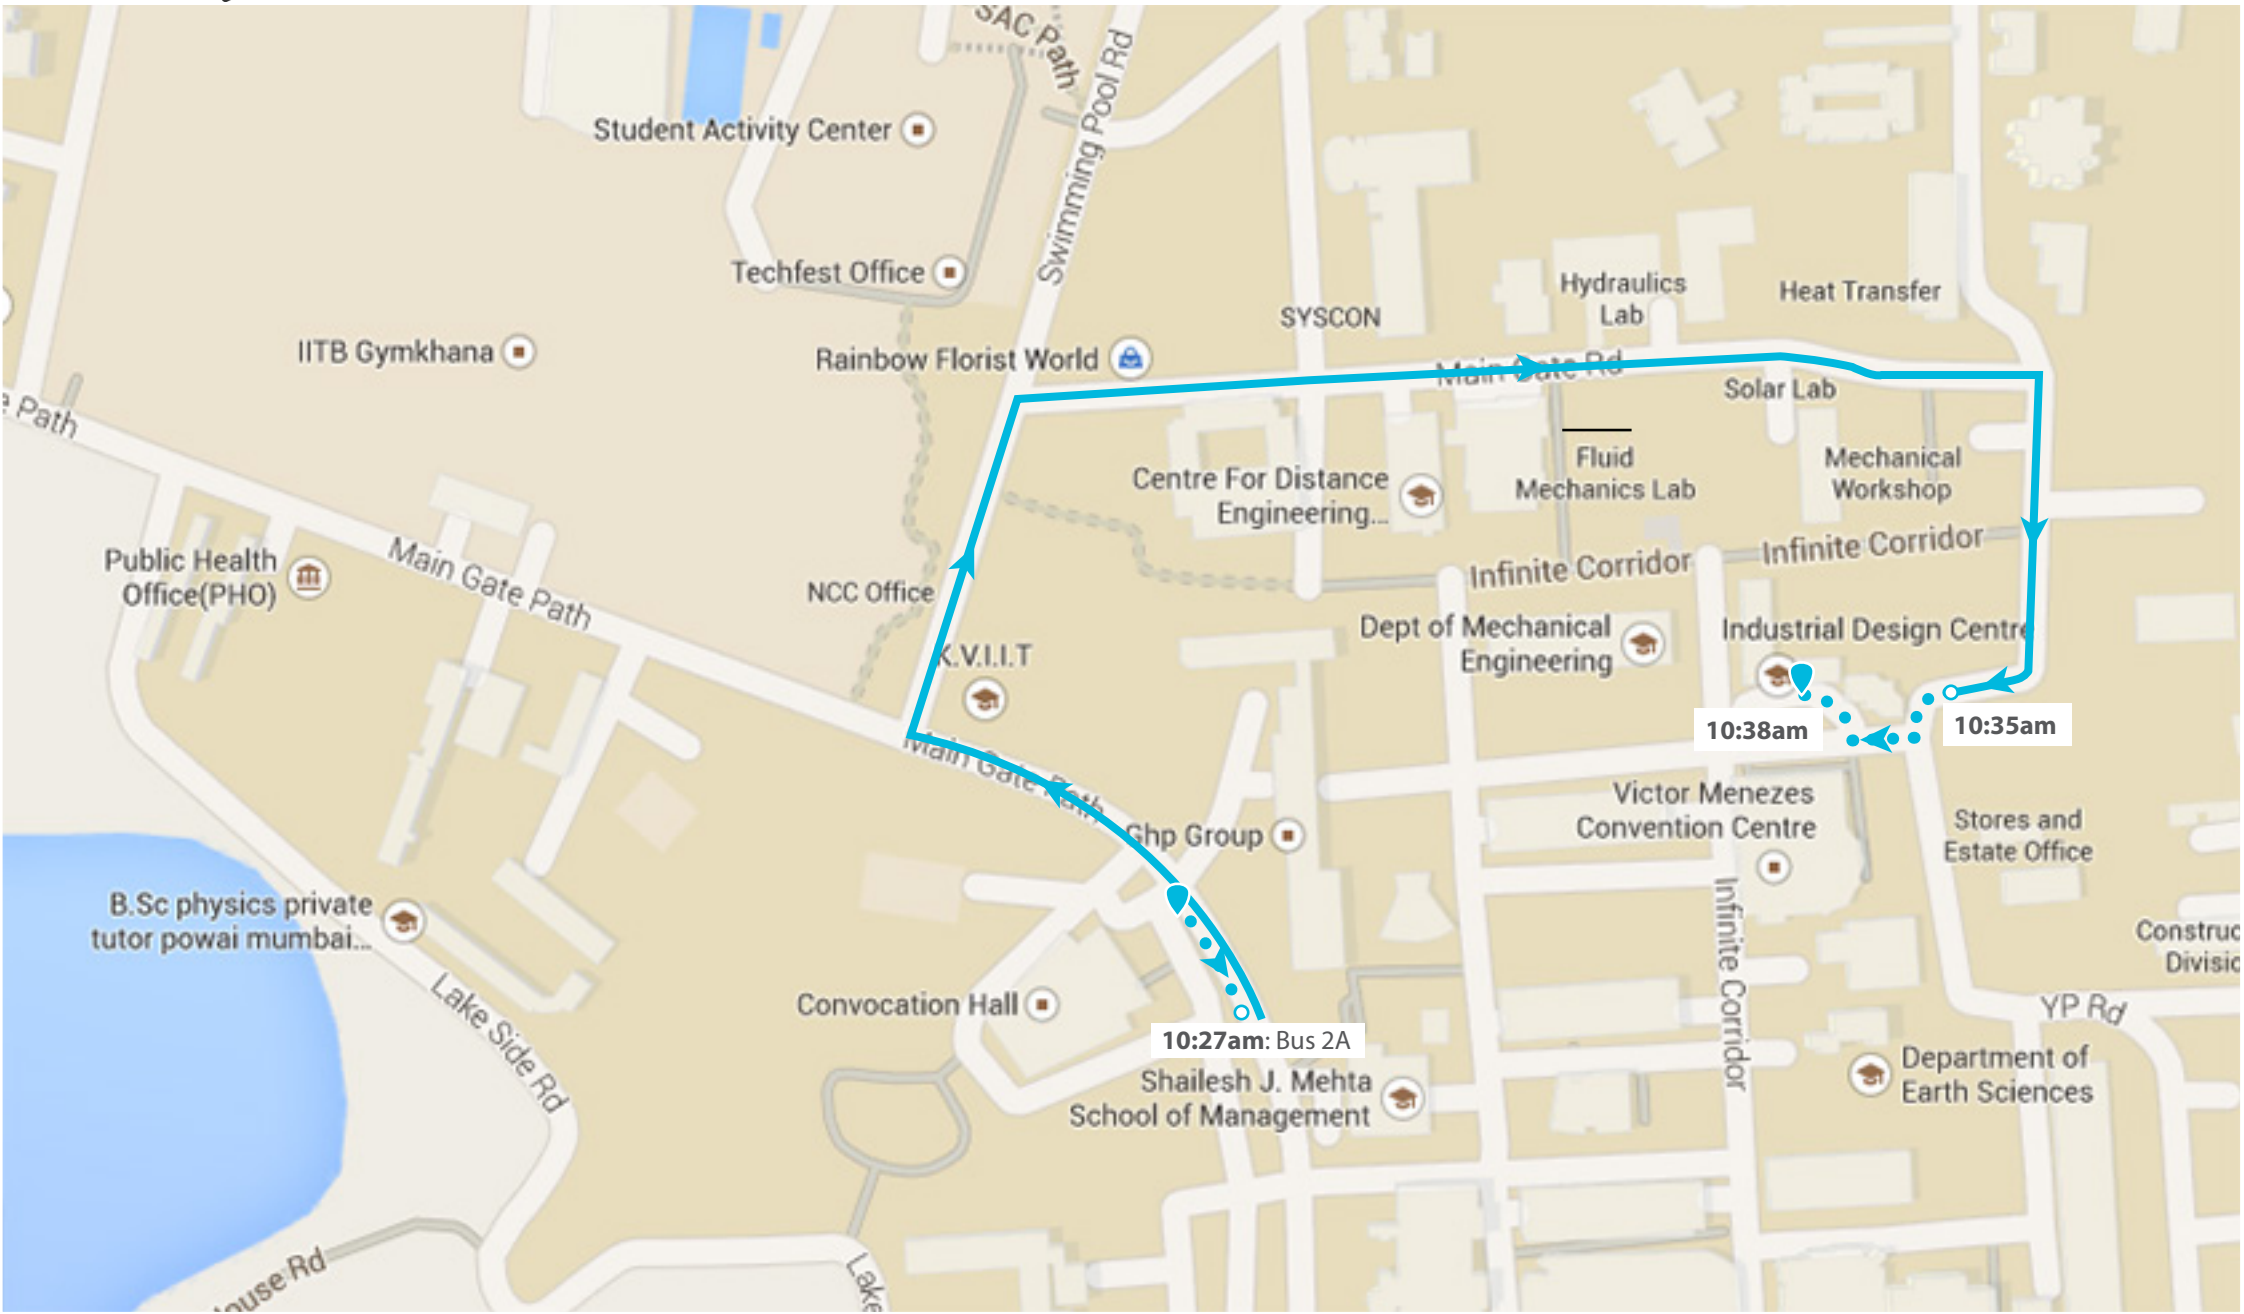 SAC Path
Swimming Pool Rd
Student Activity Center
Techfest Office
Hydraulics
Lab
Heat Transfer
SYSCON
IITB Gymkhana
Rainbow Florist World
Main Gate Rd
Solar Lab
Path
Centre For Distance
Engineering...
Fluid
Mechanics Lab
Mechanical
Workshop
Public Health
Office(PHO)
Main Gate Path
NCC Office
Infinite Corridor
Infinite Corridor
K.V.I.I.T
Dept of Mechanical
Engineering
Industrial Design Centre
10:38am
10:35am
Main Gate Path
Ghp Group
Victor Menezes
Convention Centre
Stores and
Estate Office
B.Sc physics private
tutor powai mumbai...
Infinite Corridor
Lake Side Rd
Convocation Hall
YP Rd
10:27am: Bus 2A
Shailesh J. Mehta
School of Management
Department of
Earth Sciences
Lake